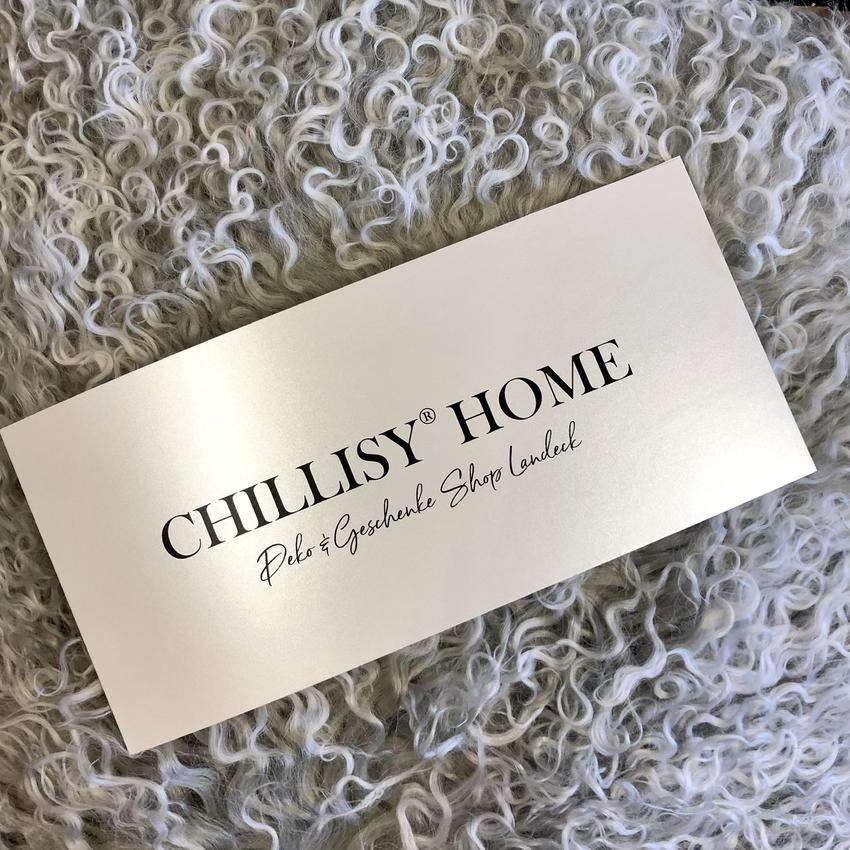 CHILLISY® HOME
Deko & Geschenke Shop Landeck